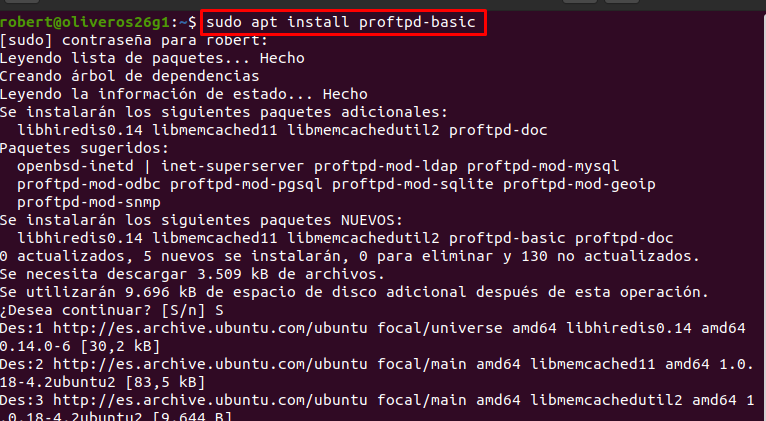 robert@oliveros26g1:~$ sudo apt install proftpd-basic
[sudo] contraseña para robert:
Leyendo lista de paquetes... Hecho
Creando árbol de dependencias
Leyendo la información de estado... Hecho
Se instalarán los siguientes paquetes adicionales:
  libhiredis0.14 libmemcached11 libmemcachedutil2 proftpd-doc
Paquetes sugeridos:
  openbsd-inetd | inet-superserver proftpd-mod-ldap proftpd-mod-mysql
  proftpd-mod-odbc proftpd-mod-pgsql proftpd-mod-sqlite proftpd-mod-geoip
  proftpd-mod-snmp
Se instalarán los siguientes paquetes NUEVOS:
  libhiredis0.14 libmemcached11 libmemcachedutil2 proftpd-basic proftpd-doc
0 actualizados, 5 nuevos se instalarán, 0 para eliminar y 130 no actualizados.
Se necesita descargar 3.509 kB de archivos.
Se utilizarán 9.696 kB de espacio de disco adicional después de esta operación.
¿Desea continuar? [S/n] S
Des:1 http://es.archive.ubuntu.com/ubuntu focal/universe amd64 libhiredis0.14 amd64
0.14.0-6 [30,2 kB]
Des:2 http://es.archive.ubuntu.com/ubuntu focal/main amd64 libmemcached11 amd64 1.0.
18-4.2ubuntu2 [83,5 kB]
Des:3 http://es.archive.ubuntu.com/ubuntu focal/main amd64 libmemcachedutil2 amd64 1
.0.18-4.2ubuntu2 [9.644 B]